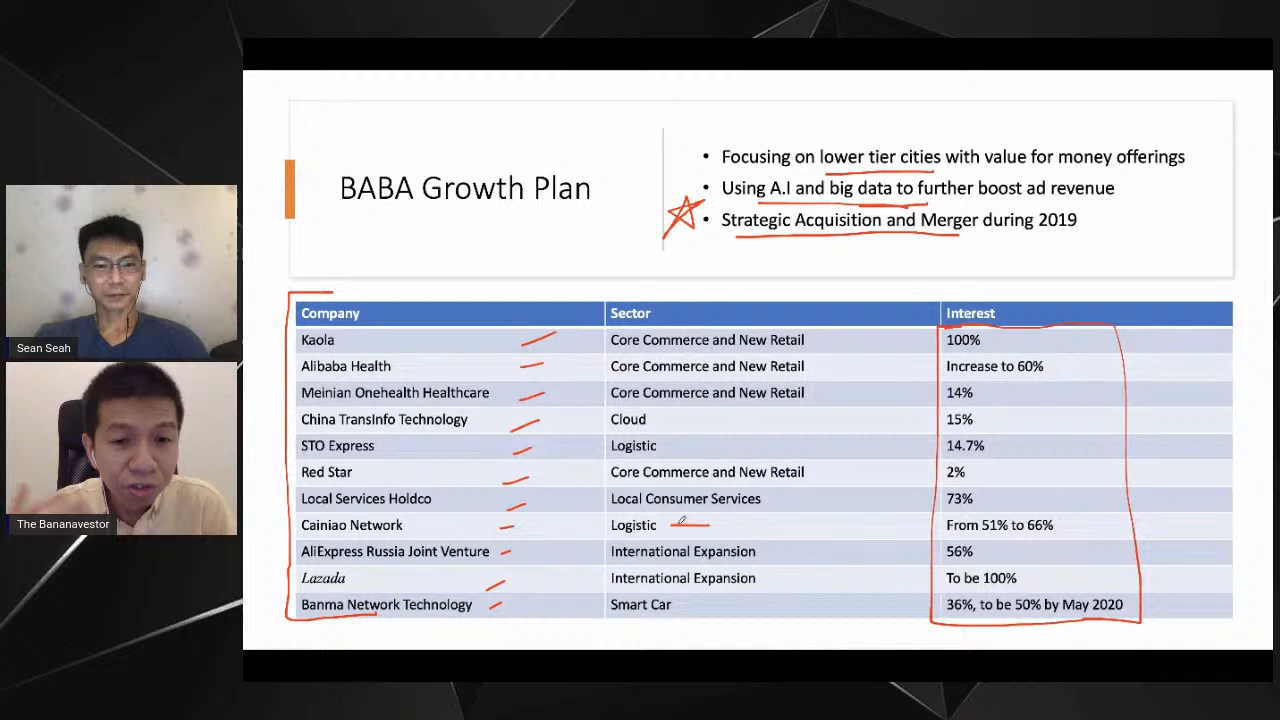 BABA Growth Plan
• Focusing on lower tier cities with value for money offerings
• Using A.I and big data to further boost ad revenue
• Strategic Acquisition and Merger during 2019
Company Sector Interest
Kaola Core Commerce and New Retail 100%
Alibaba Health Core Commerce and New Retail Increase to 60%
Meinian Onehealth Healthcare Core Commerce and New Retail 14%
China TransInfo Technology Cloud 15%
STO Express Logistic 14.7%
Red Star Core Commerce and New Retail 2%
Local Services Holdco Local Consumer Services 73%
Cainiao Network Logistic From 51% to 66%
AliExpress Russia Joint Venture International Expansion 56%
Lazada International Expansion To be 100%
Banma Network Technology Smart Car 36%, to be 50% by May 2020
Sean Seah
The Bananavestor